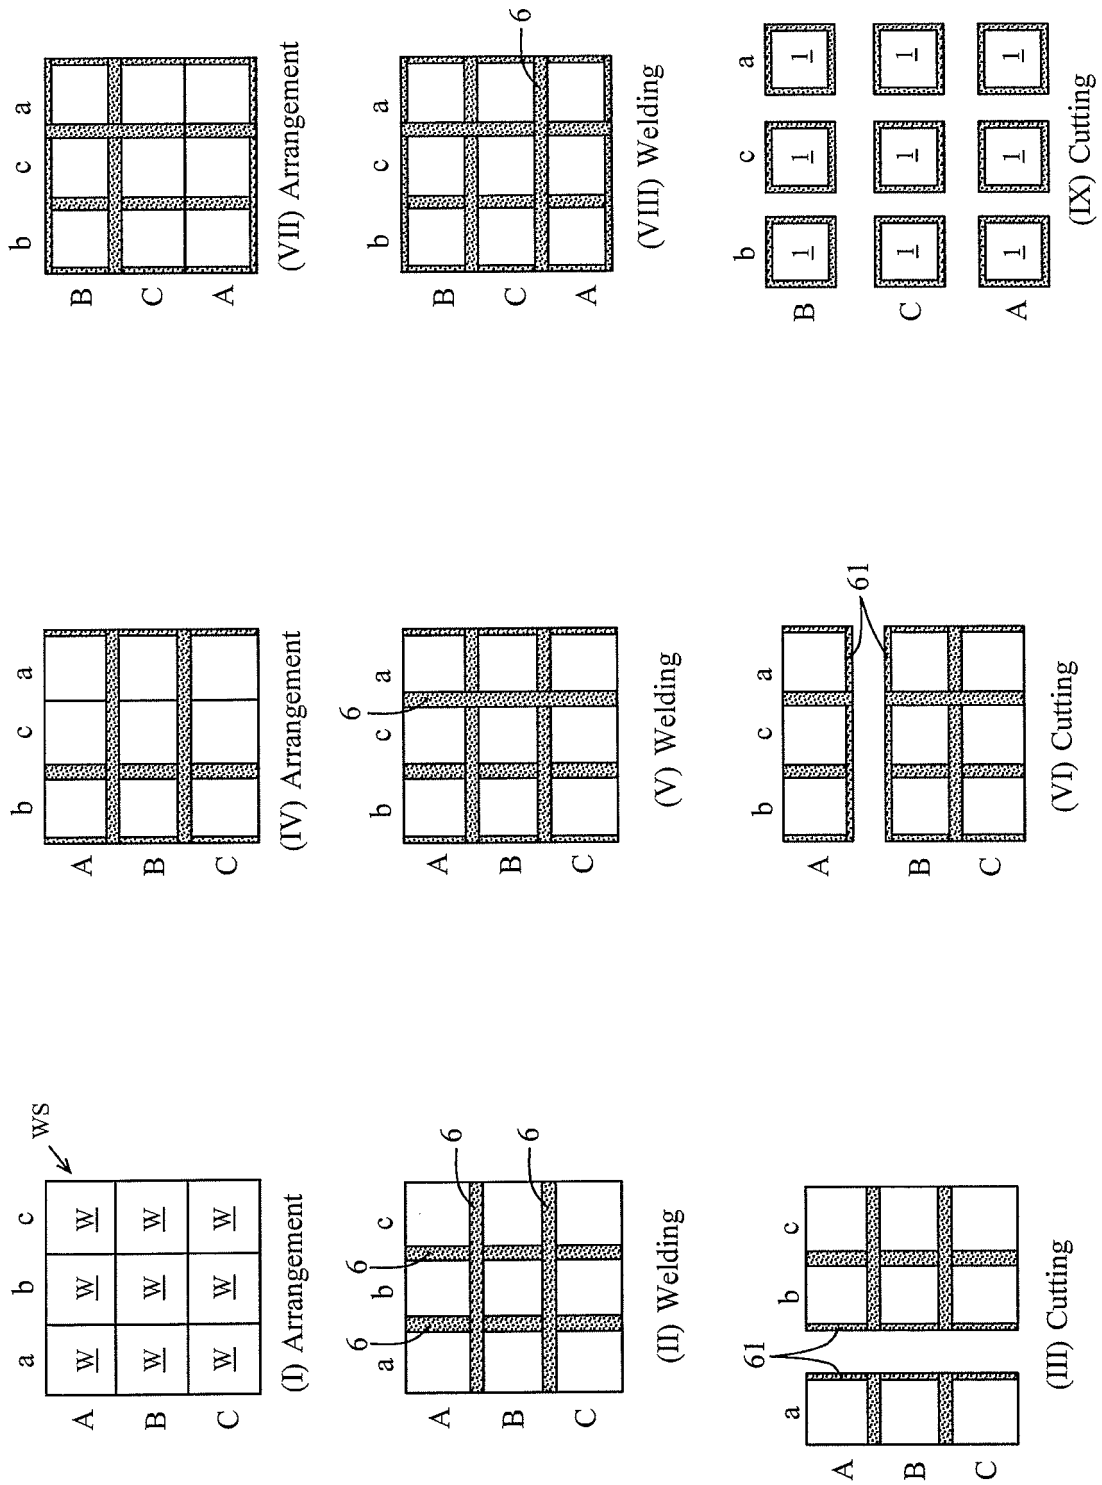 WS
a b c
A W W W
B W W W
C W W W
(I) Arrangement
6 6
a b c
A 6
B 6
C
(II) Welding
61
a b c
A
B
C
(III) Cutting
b c a
A
B
C
(IV) Arrangement
6
b c a
A
B
C
(V) Welding
b c a
A
61
B
C
(VI) Cutting
b c a
B
C
A
(VII) Arrangement
b c a
B
C
6
A
(VIII) Welding
b c a
B 1 1 1
C 1 1 1
A 1 1 1
(IX) Cutting